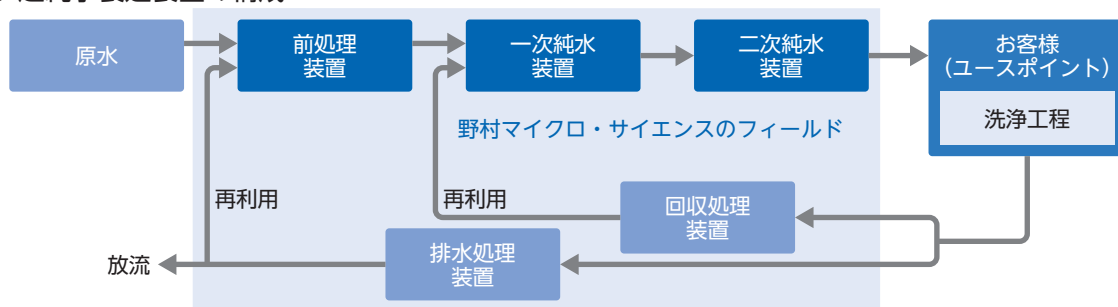 原水
前処理
装置
一次純水
装置
二次純水
装置
お客様
(ユースポイント)
洗浄工程
野村マイクロ・サイエンスのフィールド
再利用
再利用
回収処理
装置
放流
排水処理
装置